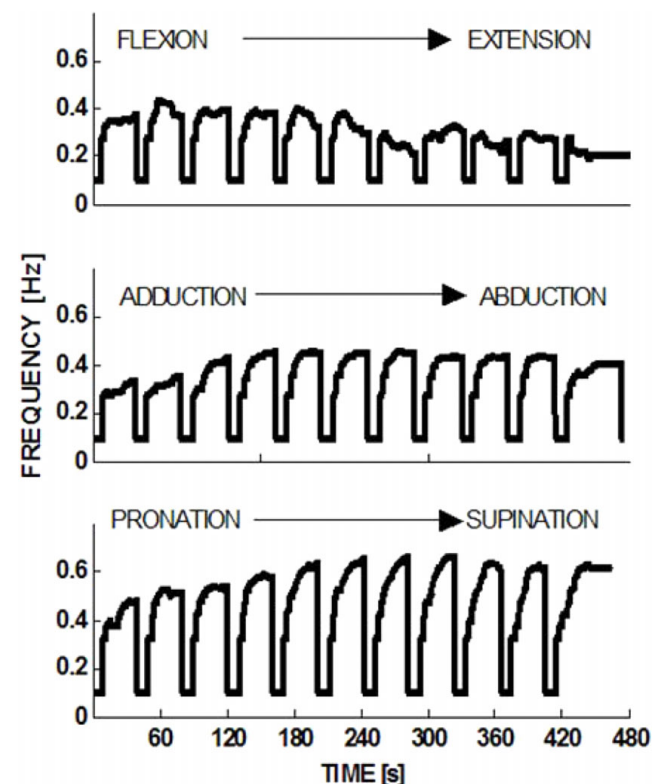 FLEXION EXTENSION
0.6
0.4
0.2
0
ADDUCTION ABDUCTION
0.6
0.4
0.2
0
PRONATION SUPINATION
0.6
0.4
0.2
0
60 120 180 240 300 360 420 480
TIME [s]
FREQUENCY [Hz]